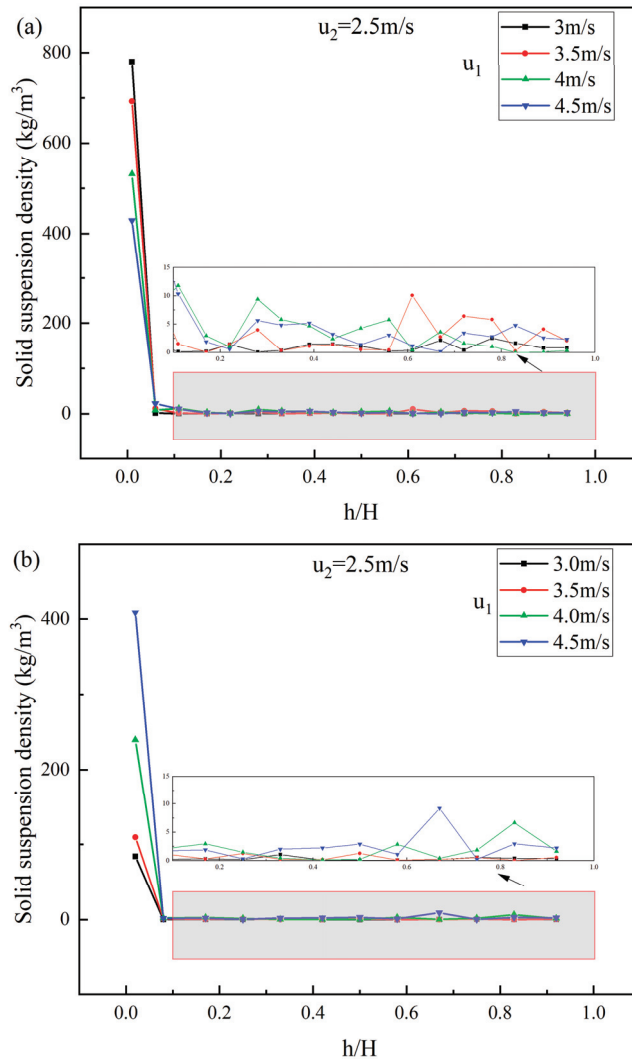 (a)
u₂=2.5m/s
u₁
3m/s
3.5m/s
4m/s
4.5m/s
Solid suspension density (kg/m³)
800
600
400
200
0
15
10
5
0
0.2
0.4
0.6
0.8
1.0
0.0
0.2
0.4
0.6
0.8
1.0
h/H
(b)
u₂=2.5m/s
u₁
3.0m/s
3.5m/s
4.0m/s
4.5m/s
Solid suspension density (kg/m³)
400
200
0
15
10
5
0
0.2
0.4
0.6
0.8
1.0
0.0
0.2
0.4
0.6
0.8
1.0
h/H